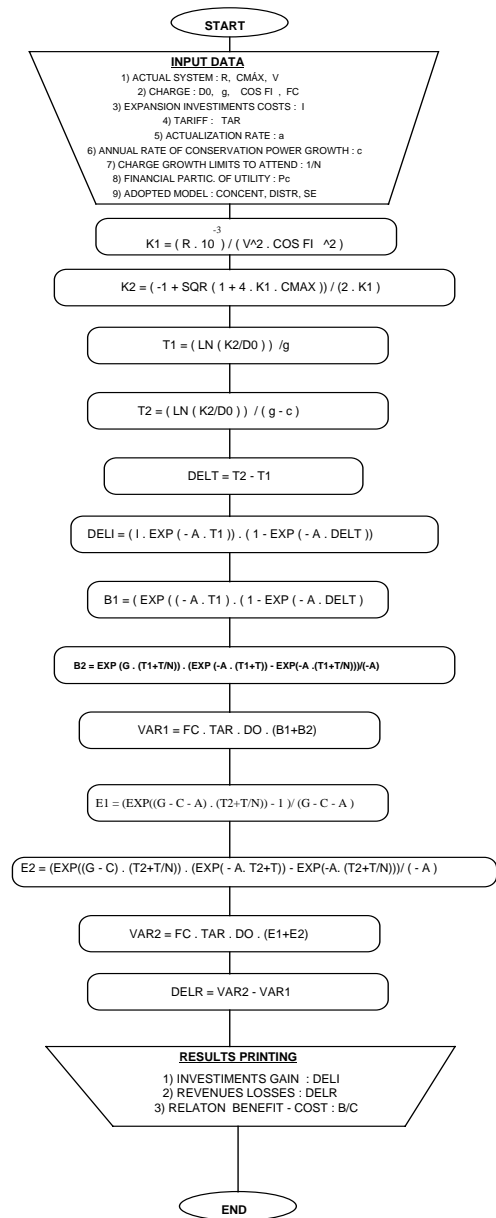 START
INPUT DATA
1) ACTUAL SYSTEM : R, CMÁX, V
2) CHARGE : D0, g, COS FI , FC
3) EXPANSION INVESTIMENTS COSTS : I
4) TARIFF : TAR
5) ACTUALIZATION RATE : a
6) ANNUAL RATE OF CONSERVATION POWER GROWTH : c
7) CHARGE GROWTH LIMITS TO ATTEND : 1/N
8) FINANCIAL PARTIC. OF UTILITY : Pc
9) ADOPTED MODEL : CONCENT, DISTR, SE
-3
K1 = ( R . 10 ) / ( V^2 . COS FI ^2 )
K2 = ( -1 + SQR ( 1 + 4 . K1 . CMAX )) / (2 . K1 )
T1 = ( LN ( K2/D0 ) ) /g
T2 = ( LN ( K2/D0 ) ) / ( g - c )
DELT = T2 - T1
DELI = ( I . EXP ( - A . T1 )) . ( 1 - EXP ( - A . DELT ))
B1 = ( EXP ( ( - A . T1 ) . ( 1 - EXP ( - A . DELT )
B2 = EXP (G . (T1+T/N)) . (EXP (-A . (T1+T)) - EXP(-A .(T1+T/N)))/(-A)
VAR1 = FC . TAR . DO . (B1+B2)
E1 = (EXP((G - C - A) . (T2+T/N)) - 1 )/ (G - C - A )
E2 = (EXP((G - C) . (T2+T/N)) . (EXP( - A. T2+T)) - EXP(-A. (T2+T/N)))/ ( - A )
VAR2 = FC . TAR . DO . (E1+E2)
DELR = VAR2 - VAR1
RESULTS PRINTING
1) INVESTIMENTS GAIN : DELI
2) REVENUES LOSSES : DELR
3) RELATON BENEFIT - COST : B/C
END